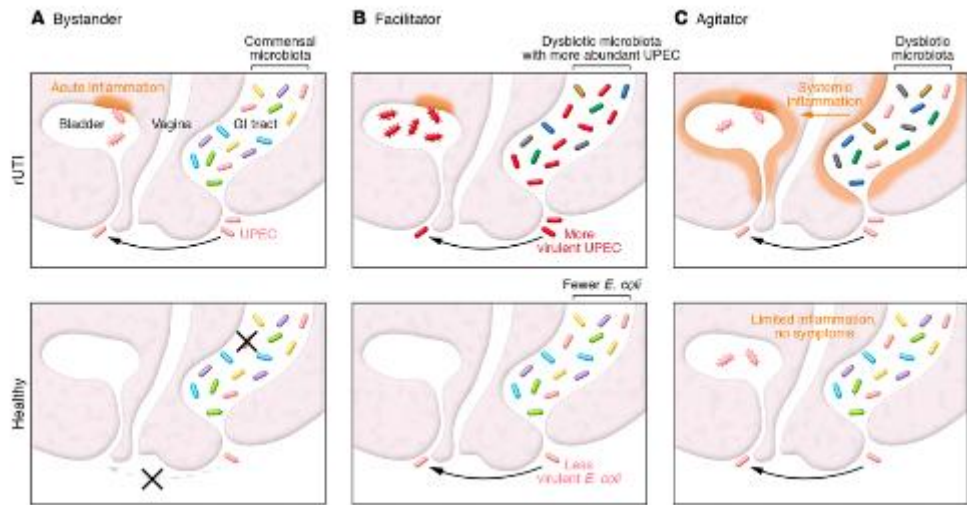 A Bystander
B Facilitator
C Agitator
Commensal
microbiota
Dysbiotic microbiota
with more abundant UPEC
Dysbiotic
microbiota
rUTI
Acute inflammation
Bladder
Vagina
GI tract
UPEC
More
virulent UPEC
Systemic
inflammation
Healthy
Fewer E. coli
Less
virulent E. coli
Limited inflammation,
no symptoms